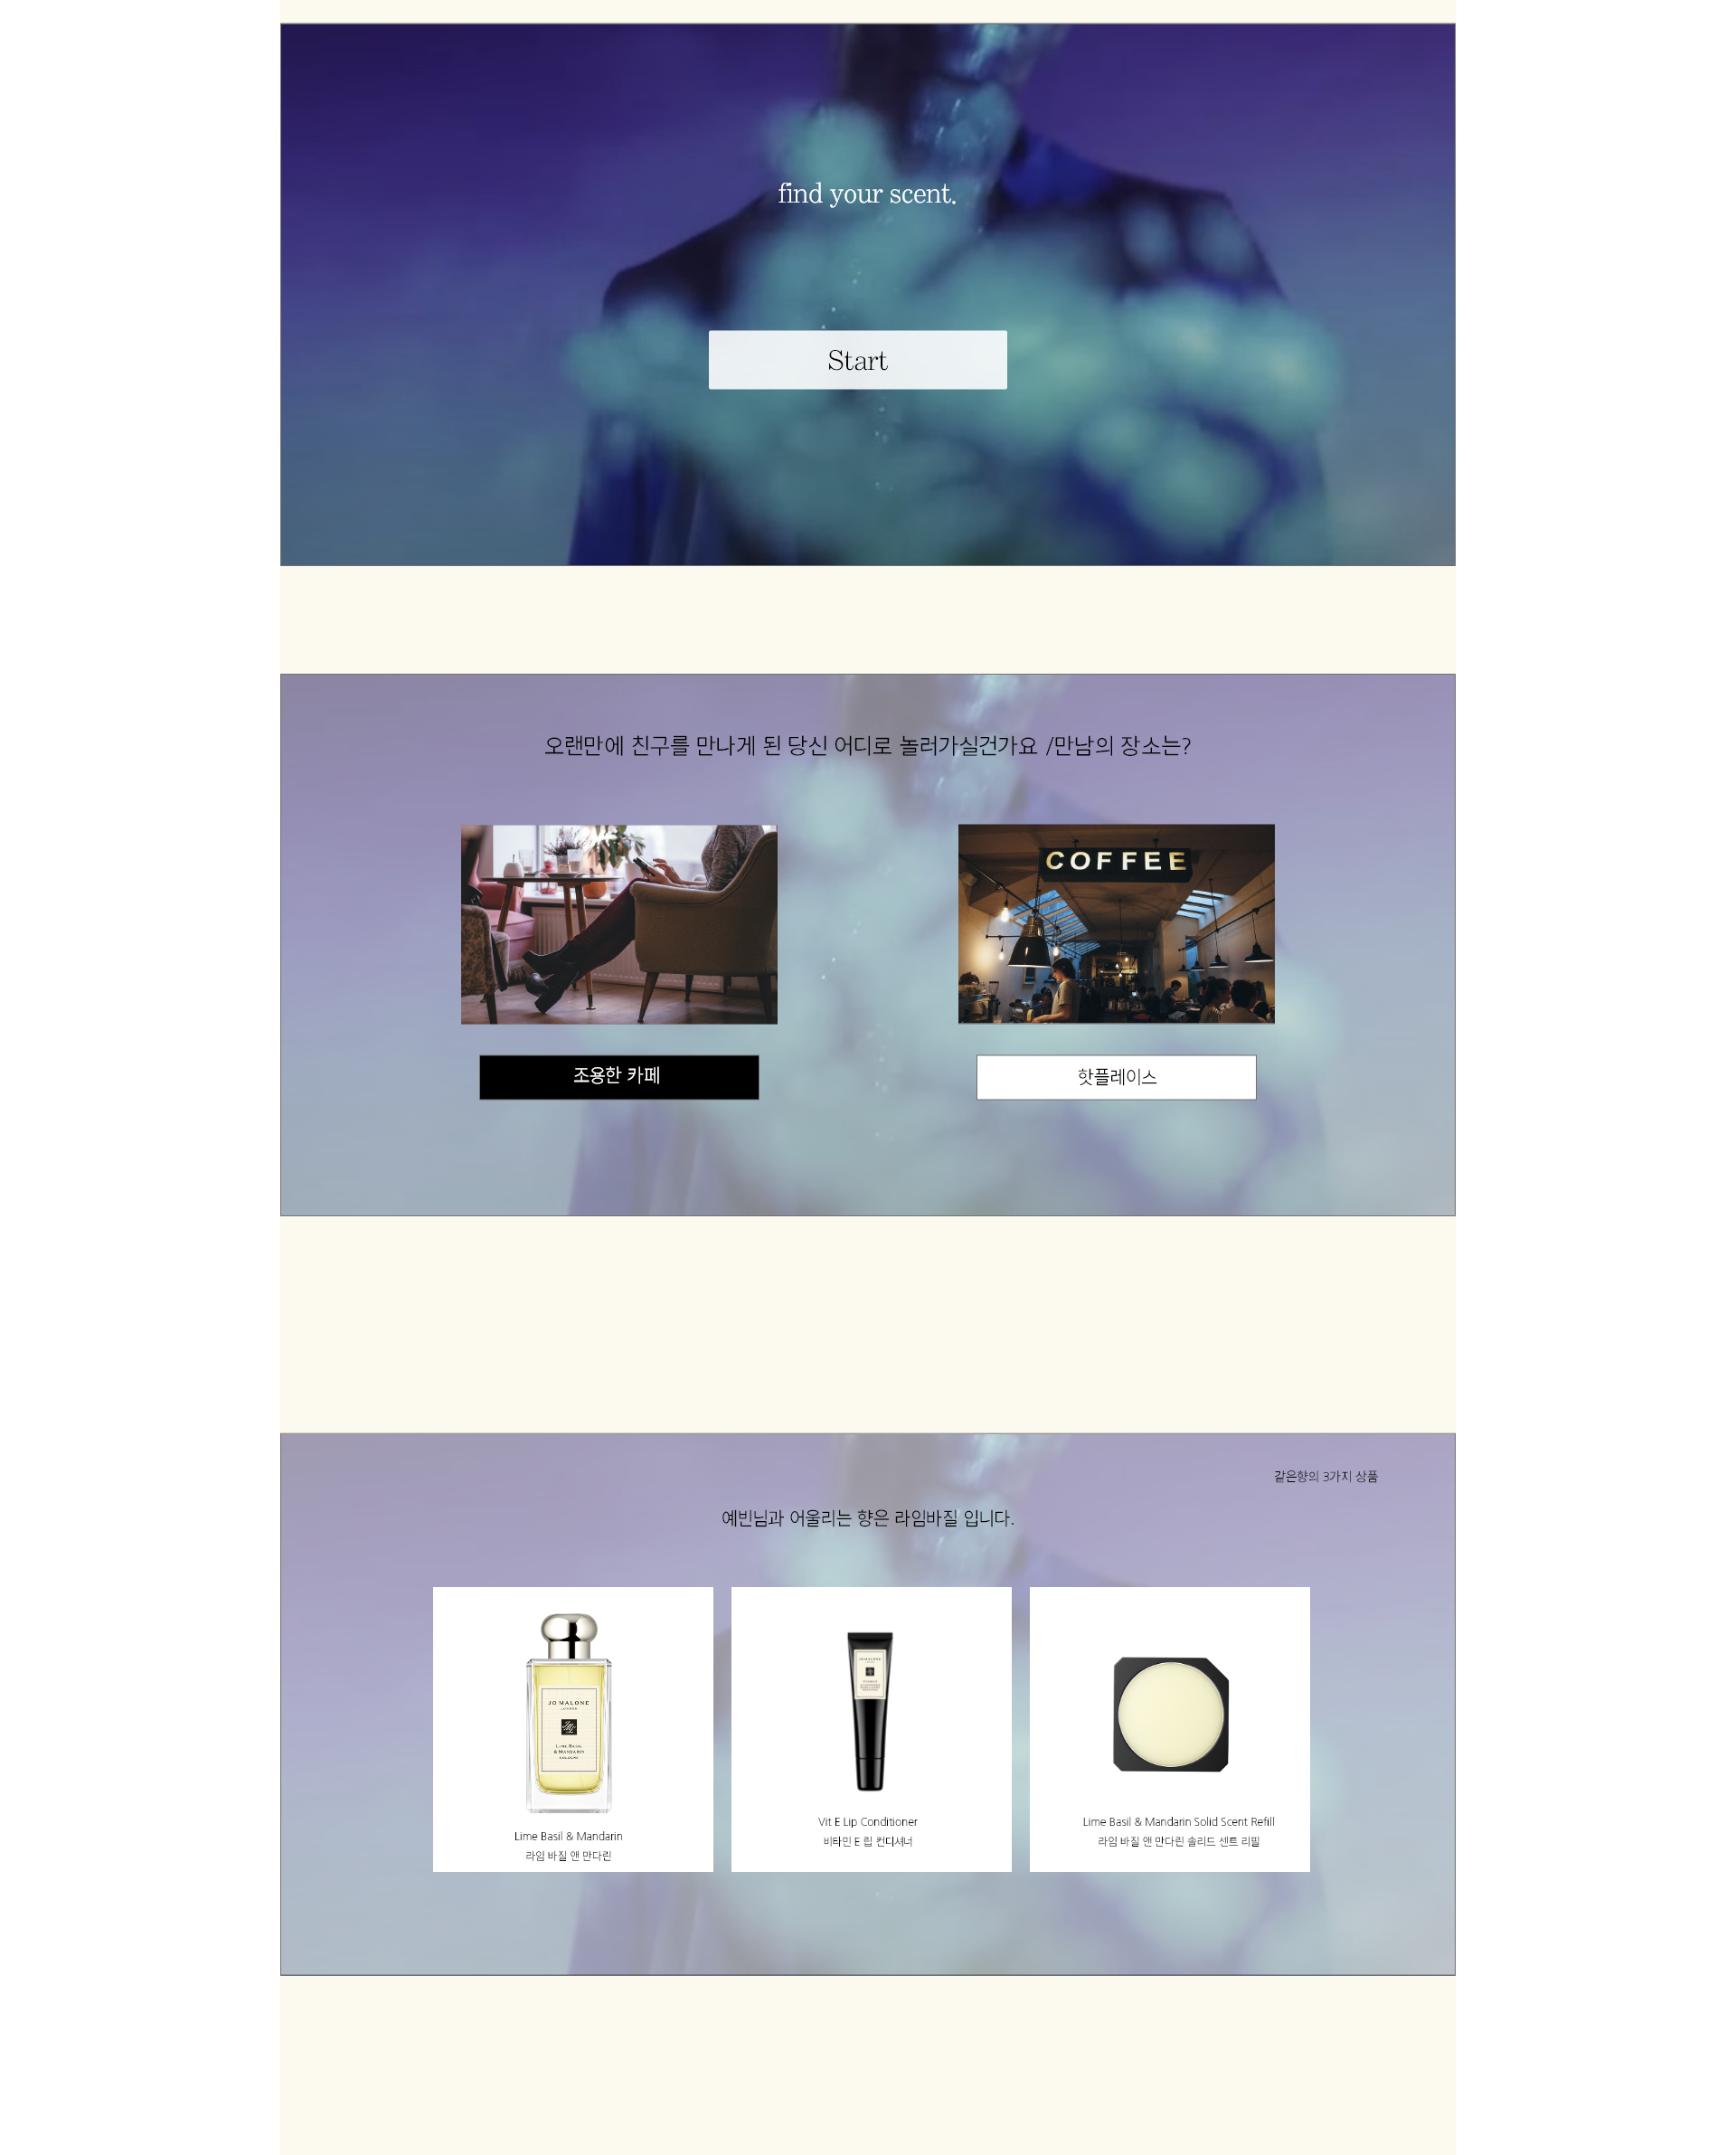 find your scent.
Start
오랜만에 친구를 만나게 된 당신 어디로 놀러가실건가요 /만남의 장소는?
COFFEE
조용한 카페
핫플레이스
같은향의 3가지 상품
예빈님과 어울리는 향은 라임바질 입니다.
JO MALONE
LONDON
LIME BASIL
& MANDARIN
COLOGNE
JO MALONE
Lime Basil & Mandarin
라임 바질 앤 만다린
Vit E Lip Conditioner
비타민 E 립 컨디셔너
Lime Basil & Mandarin Solid Scent Refill
라임 바질 앤 만다린 솔리드 센트 리필